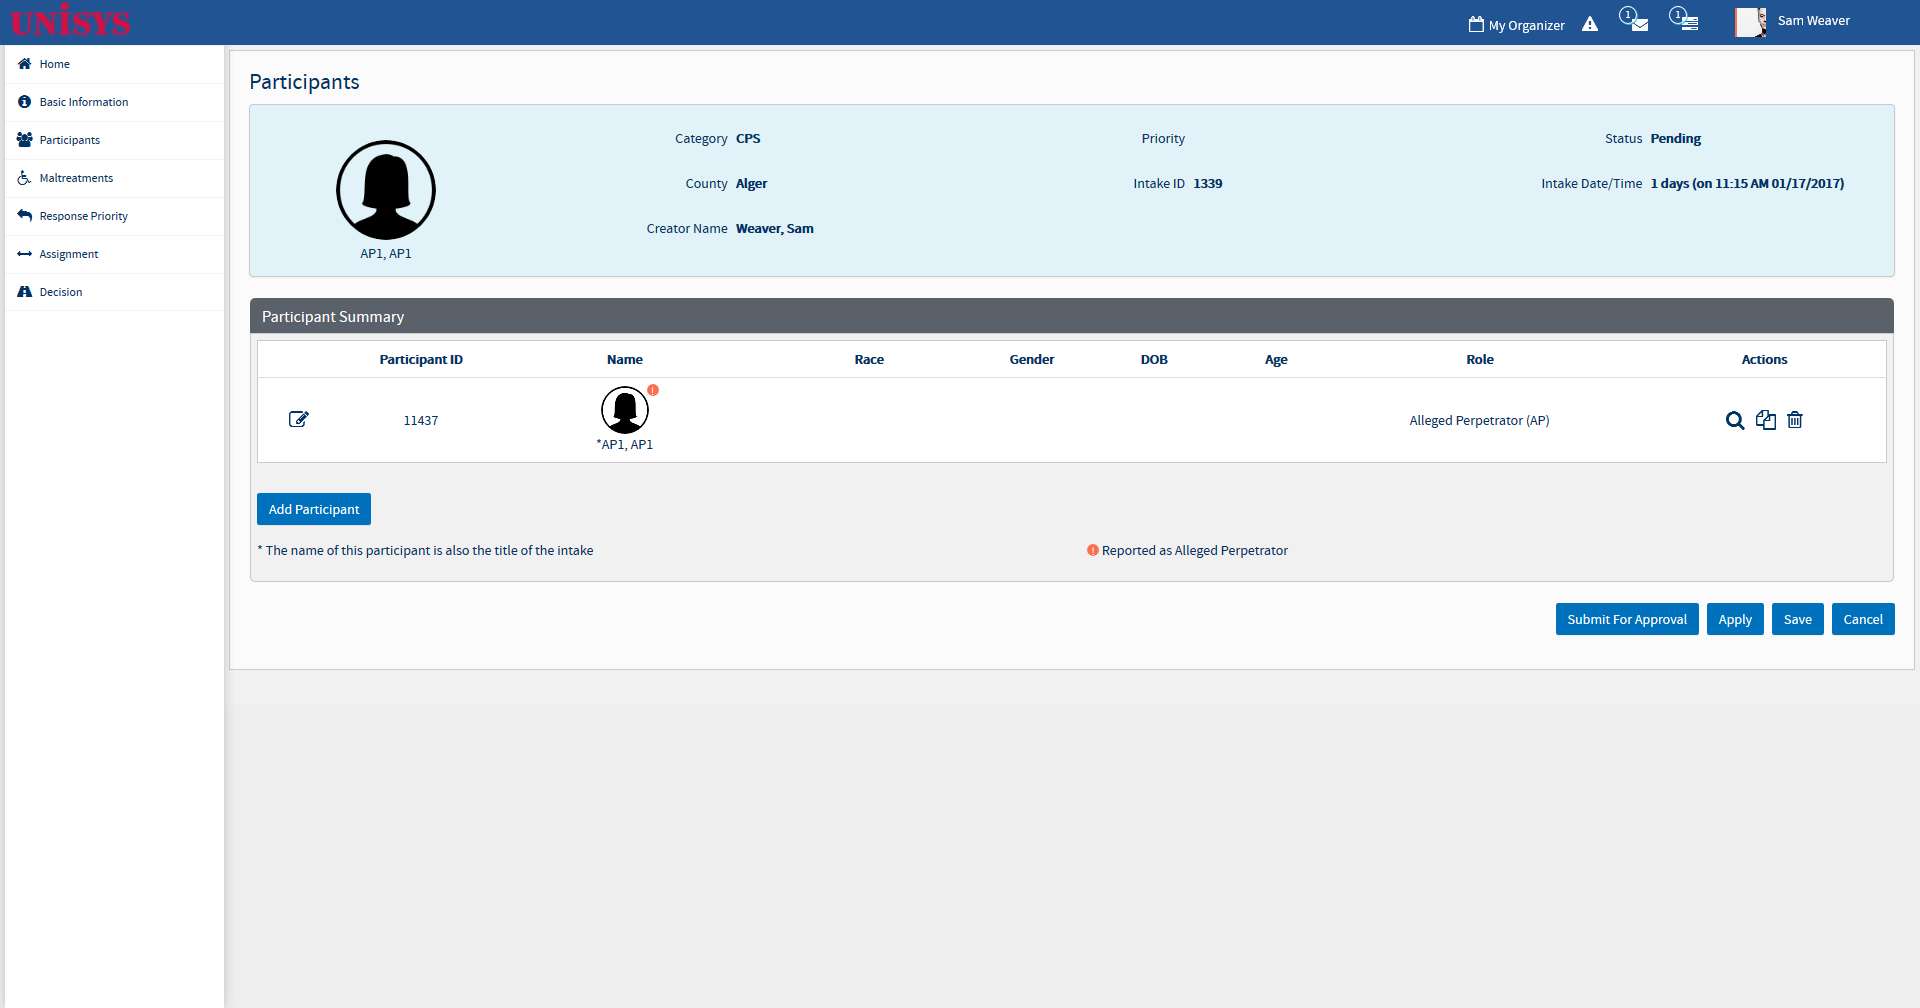 UNISYS
My Organizer
1
1
Sam Weaver
Home
Basic Information
Participants
Maltreatments
Response Priority
Assignment
Decision
Participants
AP1, AP1
Category CPS
Priority
Status Pending
County Alger
Intake ID 1339
Intake Date/Time 1 days (on 11:15 AM 01/17/2017)
Creator Name Weaver, Sam
Participant Summary
Participant ID Name Race Gender DOB Age Role Actions
11437 *AP1, AP1 Alleged Perpetrator (AP)
Add Participant
* The name of this participant is also the title of the intake
Reported as Alleged Perpetrator
Submit For Approval Apply Save Cancel